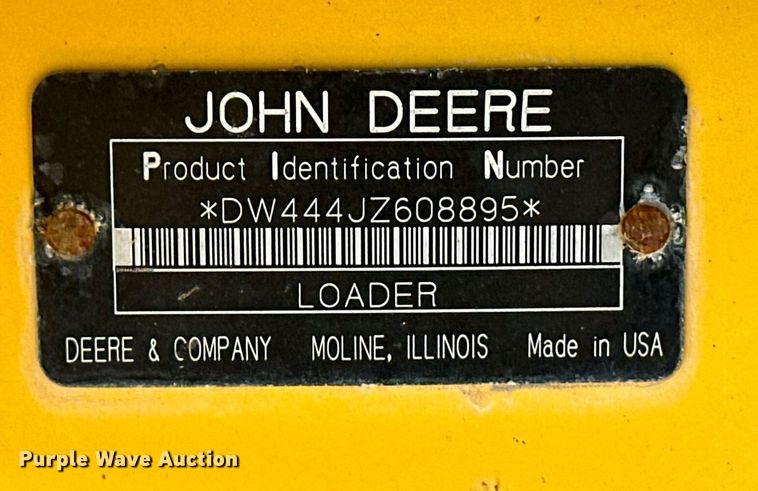 JOHN DEERE
Product Identification Number
*DW444JZ608895*
LOADER
DEERE & COMPANY MOLINE, ILLINOIS Made in USA
Purple Wave Auction